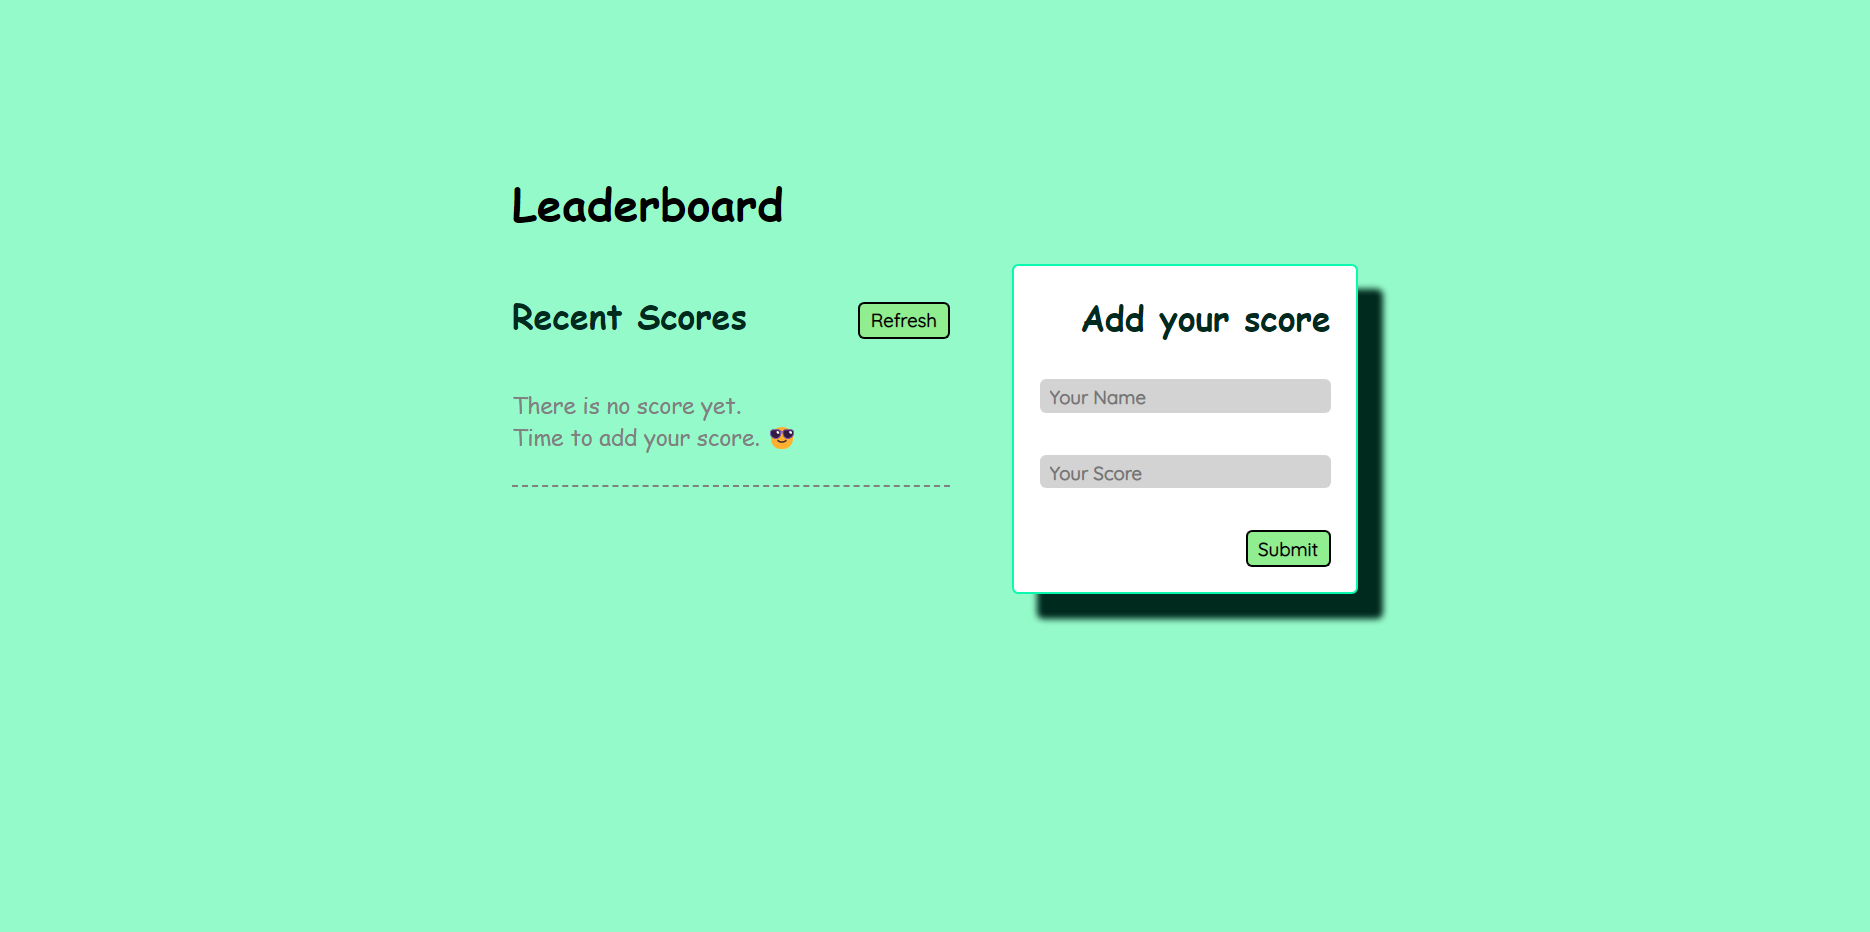 Leaderboard
Recent Scores
Refresh
There is no score yet.
Time to add your score. 😎
Add your score
Your Name
Your Score
Submit